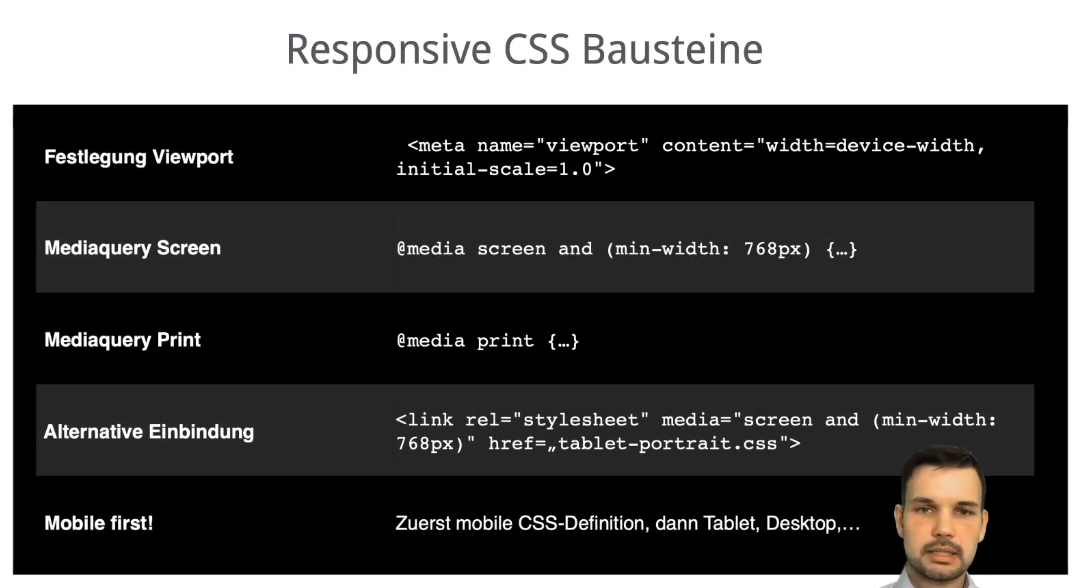 Responsive CSS Bausteine
Festlegung Viewport
<meta name="viewport" content="width=device-width,
initial-scale=1.0">
Mediaquery Screen
@media screen and (min-width: 768px) {…}
Mediaquery Print
@media print {…}
Alternative Einbindung
<link rel="stylesheet" media="screen and (min-width:
768px)" href=„tablet-portrait.css">
Mobile first!
Zuerst mobile CSS-Definition, dann Tablet, Desktop,…